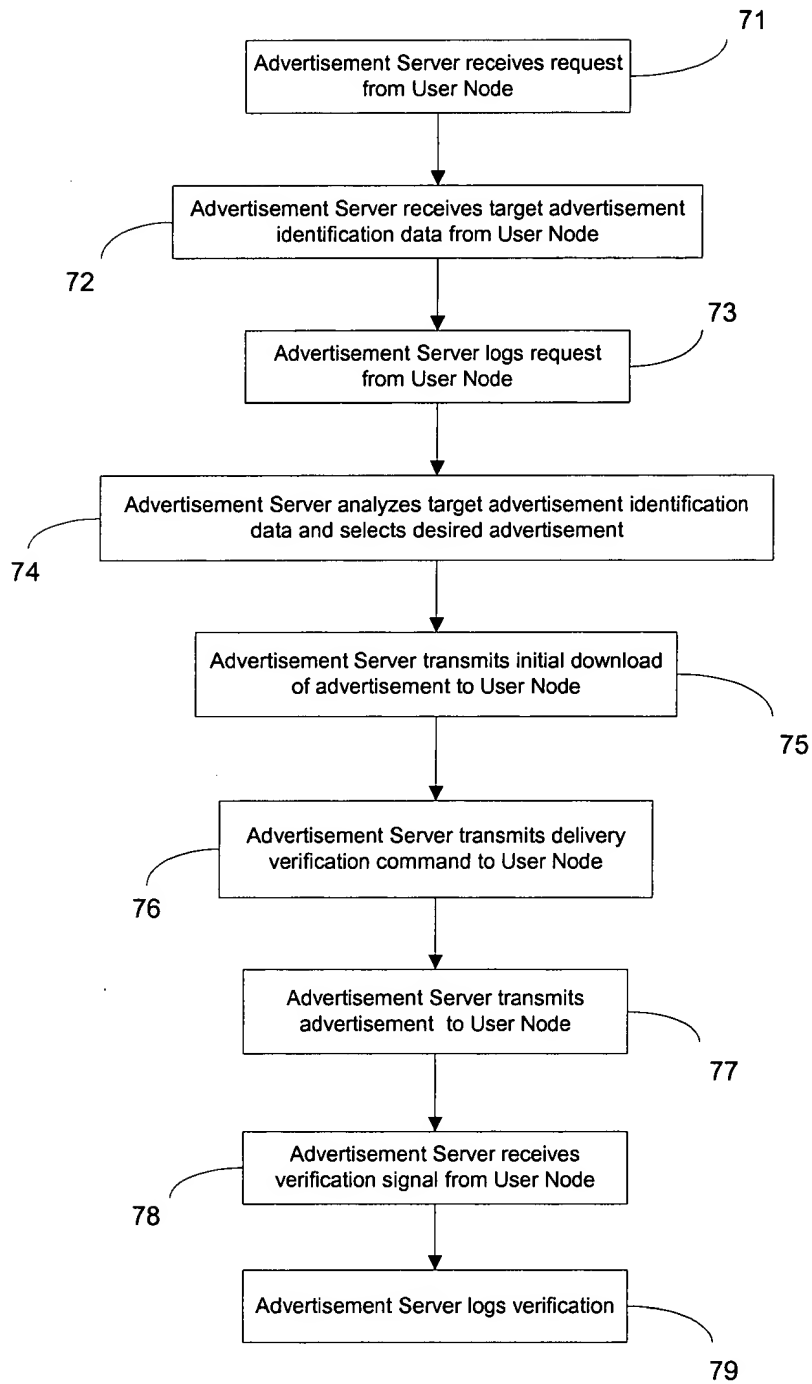 71
Advertisement Server receives request
from User Node
Advertisement Server receives target advertisement
identification data from User Node
72
73
Advertisement Server logs request
from User Node
Advertisement Server analyzes target advertisement identification
data and selects desired advertisement
74
Advertisement Server transmits initial download
of advertisement to User Node
75
Advertisement Server transmits delivery
verification command to User Node
76
Advertisement Server transmits
advertisement to User Node
77
Advertisement Server receives
verification signal from User Node
78
Advertisement Server logs verification
79